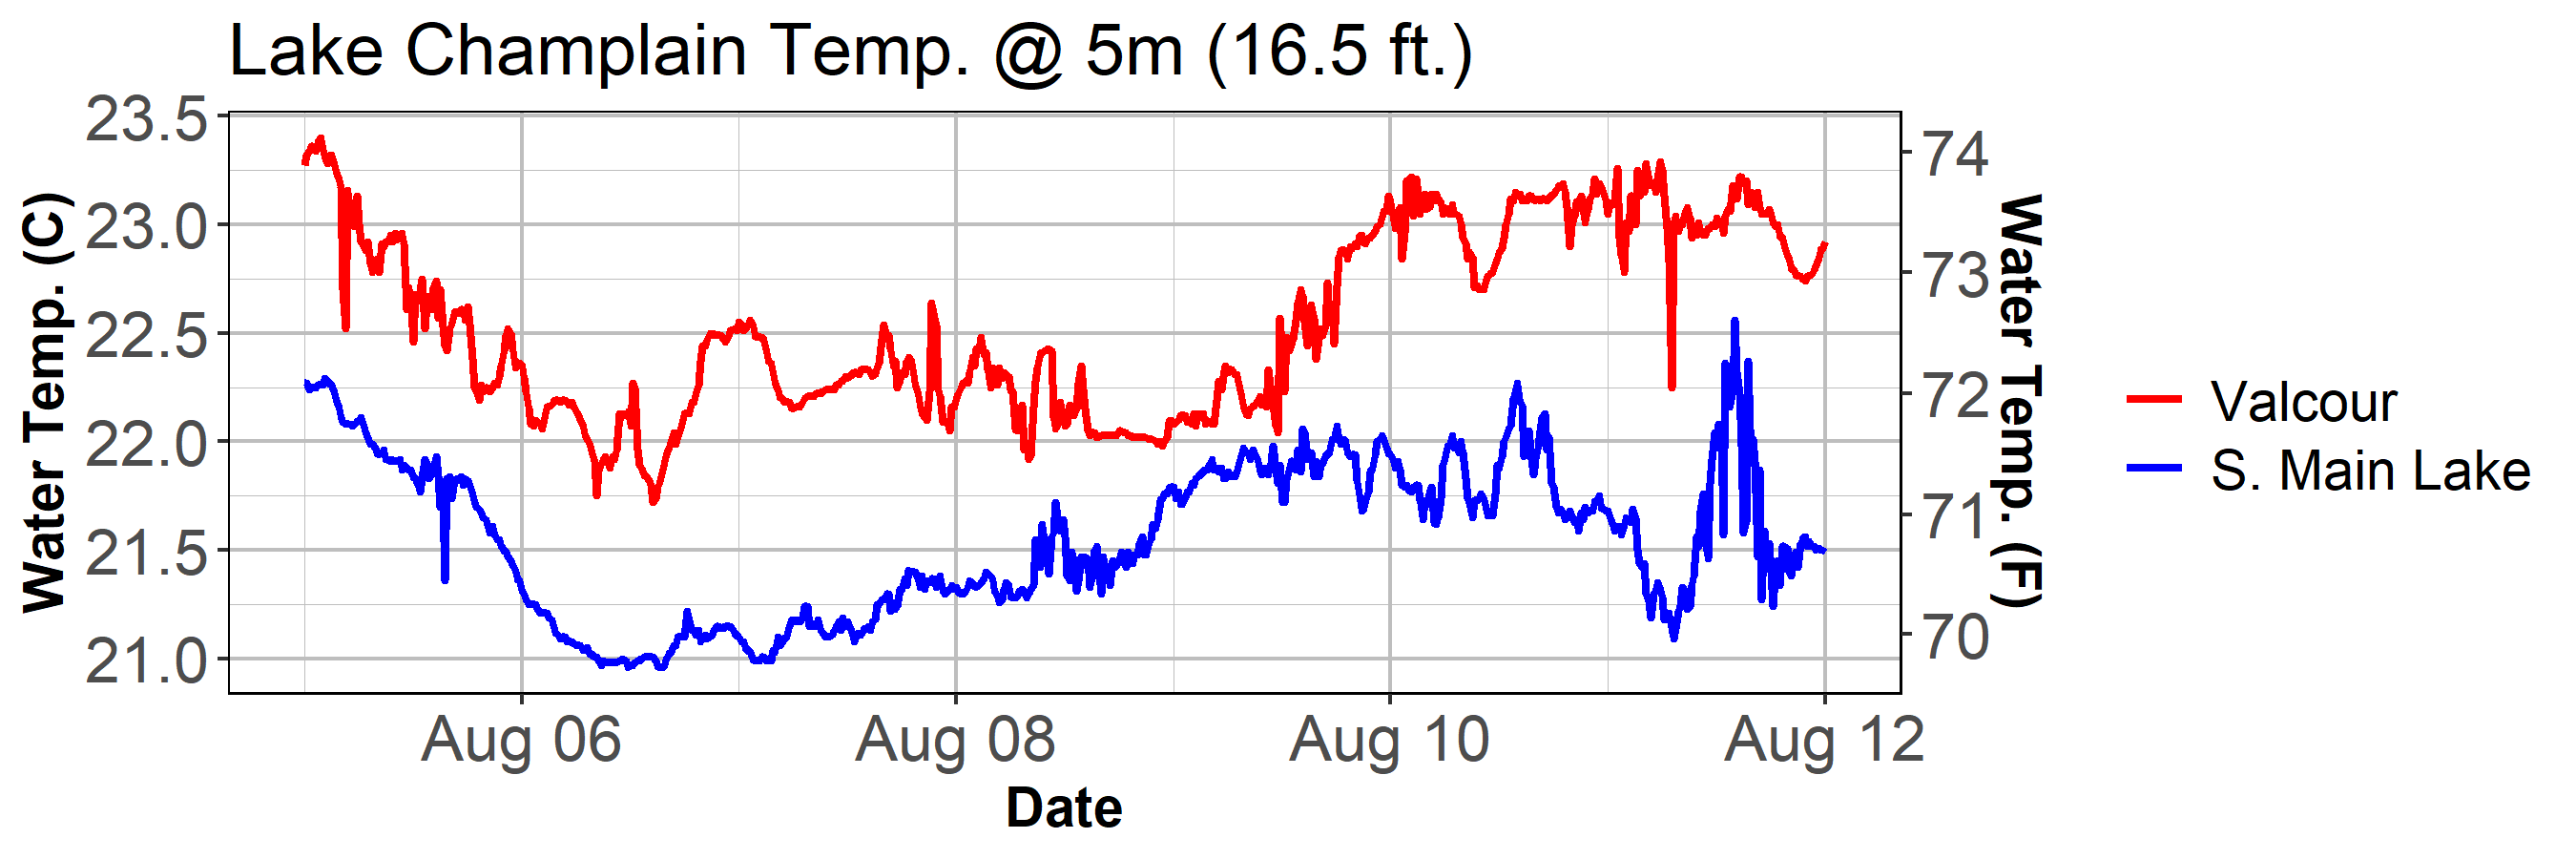 Lake Champlain Temp. @ 5m (16.5 ft.)
Water Temp. (C)
23.5
23.0
22.5
22.0
21.5
21.0
74
73
72
71
70
Water Temp. (F)
Valcour
S. Main Lake
Aug 06
Aug 08
Aug 10
Aug 12
Date